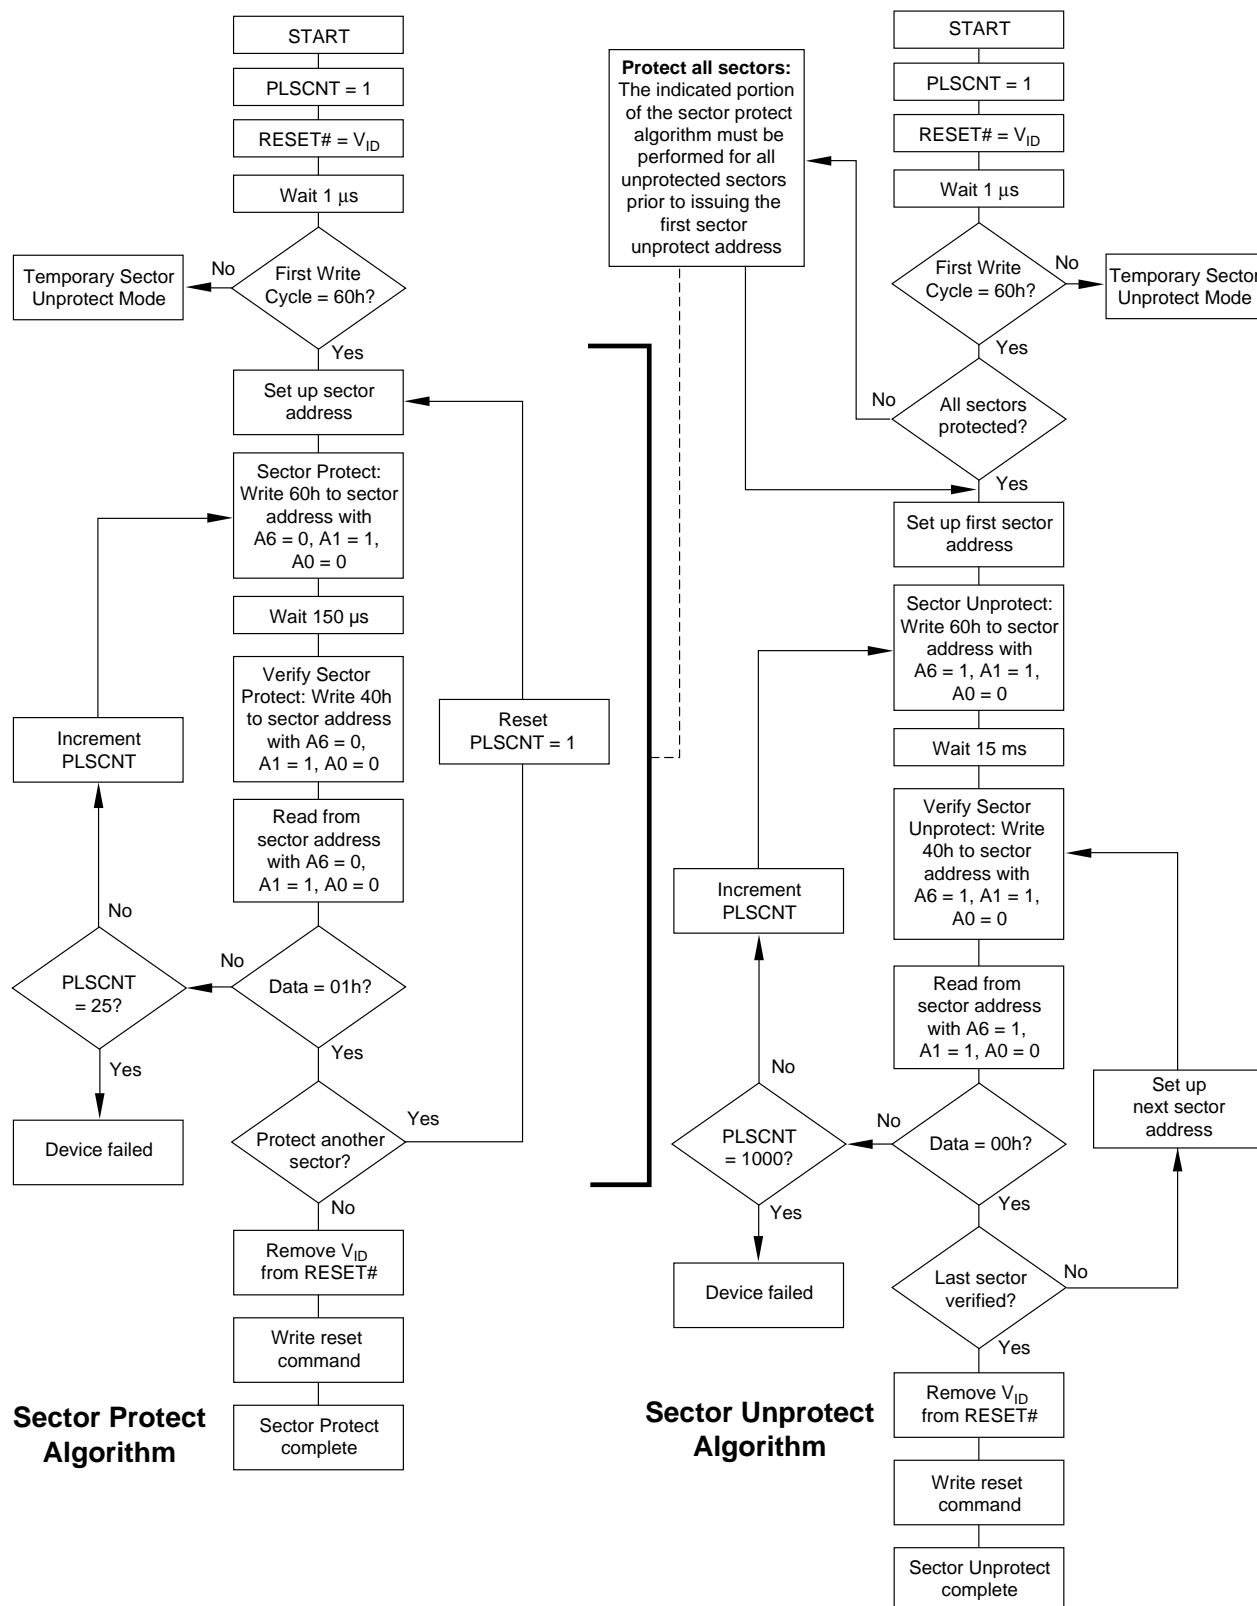 START
PLSCNT = 1
RESET# = VID
Wait 1 μs
First Write
Cycle = 60h?
No
Temporary Sector
Unprotect Mode
Yes
Set up sector
address
Sector Protect:
Write 60h to sector
address with
A6 = 0, A1 = 1,
A0 = 0
Wait 150 µs
Verify Sector
Protect: Write 40h
to sector address
with A6 = 0,
A1 = 1, A0 = 0
Increment
PLSCNT
Reset
PLSCNT = 1
Read from
sector address
with A6 = 0,
A1 = 1, A0 = 0
No
PLSCNT
= 25?
No
Data = 01h?
Yes
Yes
Device failed
Protect another
sector?
Yes
No
Remove VID
from RESET#
Write reset
command
Sector Protect
complete
Sector Protect
Algorithm
Protect all sectors:
The indicated portion
of the sector protect
algorithm must be
performed for all
unprotected sectors
prior to issuing the
first sector
unprotect address
START
PLSCNT = 1
RESET# = VID
Wait 1 μs
First Write
Cycle = 60h?
No
Temporary Sector
Unprotect Mode
Yes
No
All sectors
protected?
Yes
Set up first sector
address
Sector Unprotect:
Write 60h to sector
address with
A6 = 1, A1 = 1,
A0 = 0
Wait 15 ms
Verify Sector
Unprotect: Write
40h to sector
address with
A6 = 1, A1 = 1,
A0 = 0
Increment
PLSCNT
Read from
sector address
with A6 = 1,
A1 = 1, A0 = 0
No
Set up
next sector
address
No
PLSCNT
= 1000?
Data = 00h?
Yes
Yes
Device failed
Last sector
verified?
No
Yes
Remove VID
from RESET#
Write reset
command
Sector Unprotect
complete
Sector Unprotect
Algorithm